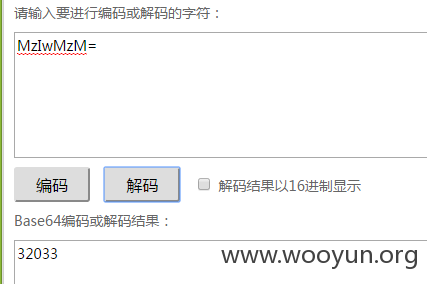 请输入要进行编码或解码的字符：
MzIwMzM=
编码 解码 解码结果以16进制显示
Base64编码或解码结果：
32033
www.wooyun.org